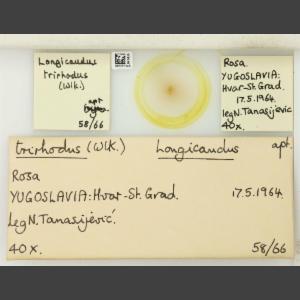 Longicaudus
trirhodus
(Wlk.)
apt
58/66
Rosa.
YUGOSLAVIA:
Hvar-St. Grad.
17.5.1964.
leg N. Tanasijević
40x.
trirhodus (Wlk.) Longicaudus apt.
Rosa
YUGOSLAVIA: Hvar-St. Grad. 17.5.1964.
leg N. Tanasijević.
40x. 58/66